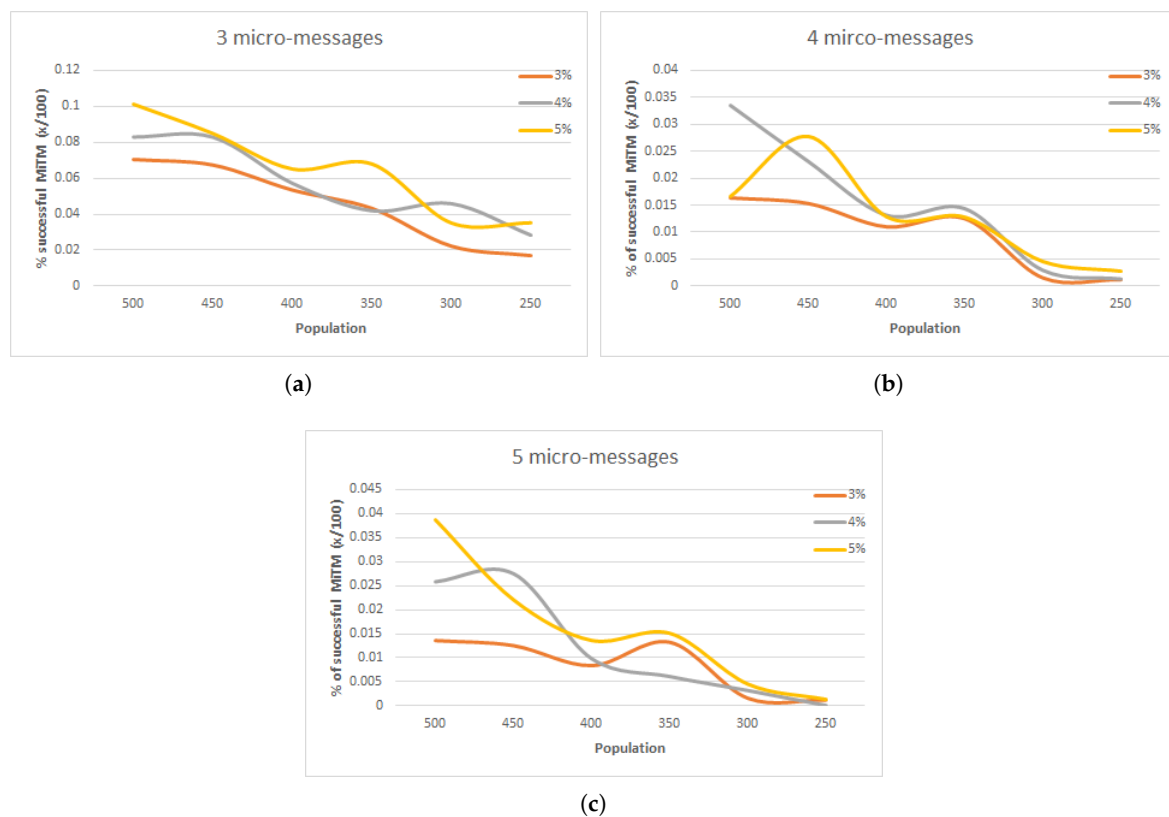 3 micro-messages
% successful MiTM (x/100)
0.12
0.1
0.08
0.06
0.04
0.02
0
3%
4%
5%
500 450 400 350 300 250
Population
(a)
4 mirco-messages
% of successful MiTM (x/100)
0.04
0.035
0.03
0.025
0.02
0.015
0.01
0.005
0
3%
4%
5%
500 450 400 350 300 250
Population
(b)
5 micro-messages
% of successful MiTM (x/100)
0.045
0.04
0.035
0.03
0.025
0.02
0.015
0.01
0.005
0
3%
4%
5%
500 450 400 350 300 250
Population
(c)